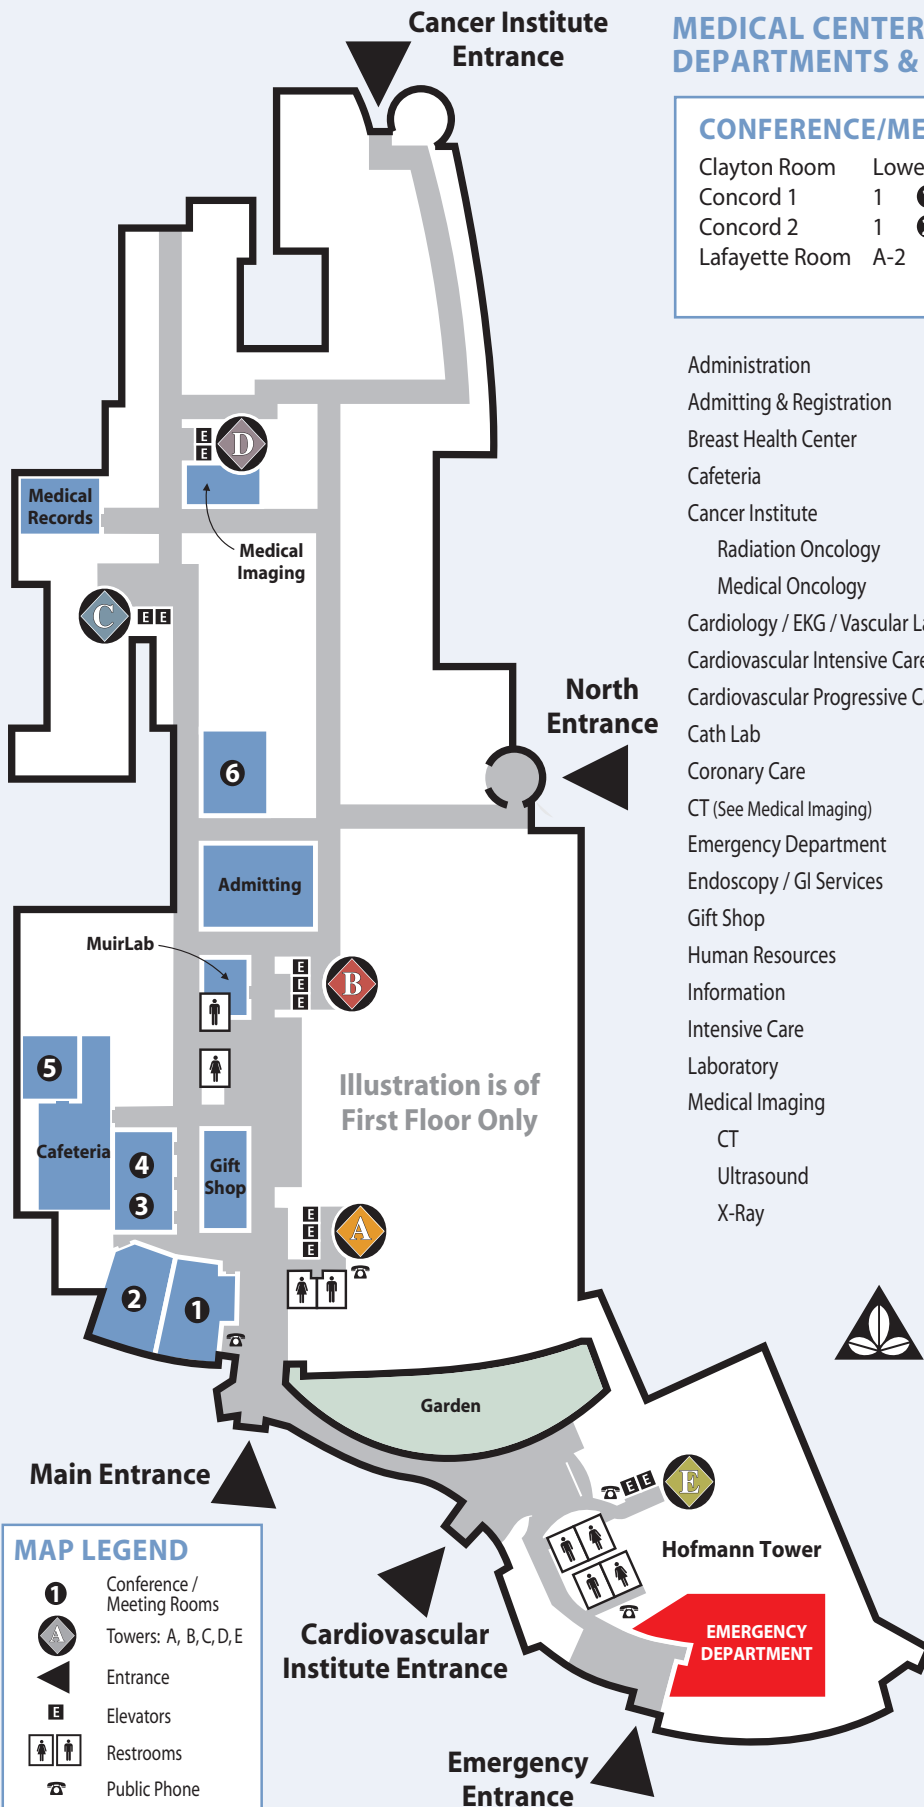 Cancer Institute
Entrance
MEDICAL CENTER
DEPARTMENTS &
CONFERENCE/ME
Clayton Room Lowe
Concord 1 1
Concord 2 1
Lafayette Room A-2
Administration
Admitting & Registration
Breast Health Center
Cafeteria
Cancer Institute
Radiation Oncology
Medical Oncology
Cardiology / EKG / Vascular La
Cardiovascular Intensive Care
Cardiovascular Progressive Ca
Cath Lab
Coronary Care
CT (See Medical Imaging)
Emergency Department
Endoscopy / GI Services
Gift Shop
Human Resources
Information
Intensive Care
Laboratory
Medical Imaging
CT
Ultrasound
X-Ray
E
E
D
Medical
Records
Medical
Imaging
C
E E
North
Entrance
6
Admitting
MuirLab
E
E
E
B
5
Cafeteria
4
3
Gift
Shop
Illustration is of
First Floor Only
E
E
E
A
2
1
Garden
Main Entrance
E E
E
Hofmann Tower
EMERGENCY
DEPARTMENT
Cardiovascular
Institute Entrance
Emergency
Entrance
MAP LEGEND
1 Conference /
Meeting Rooms
A Towers: A, B, C, D, E
Entrance
E Elevators
Restrooms
Public Phone